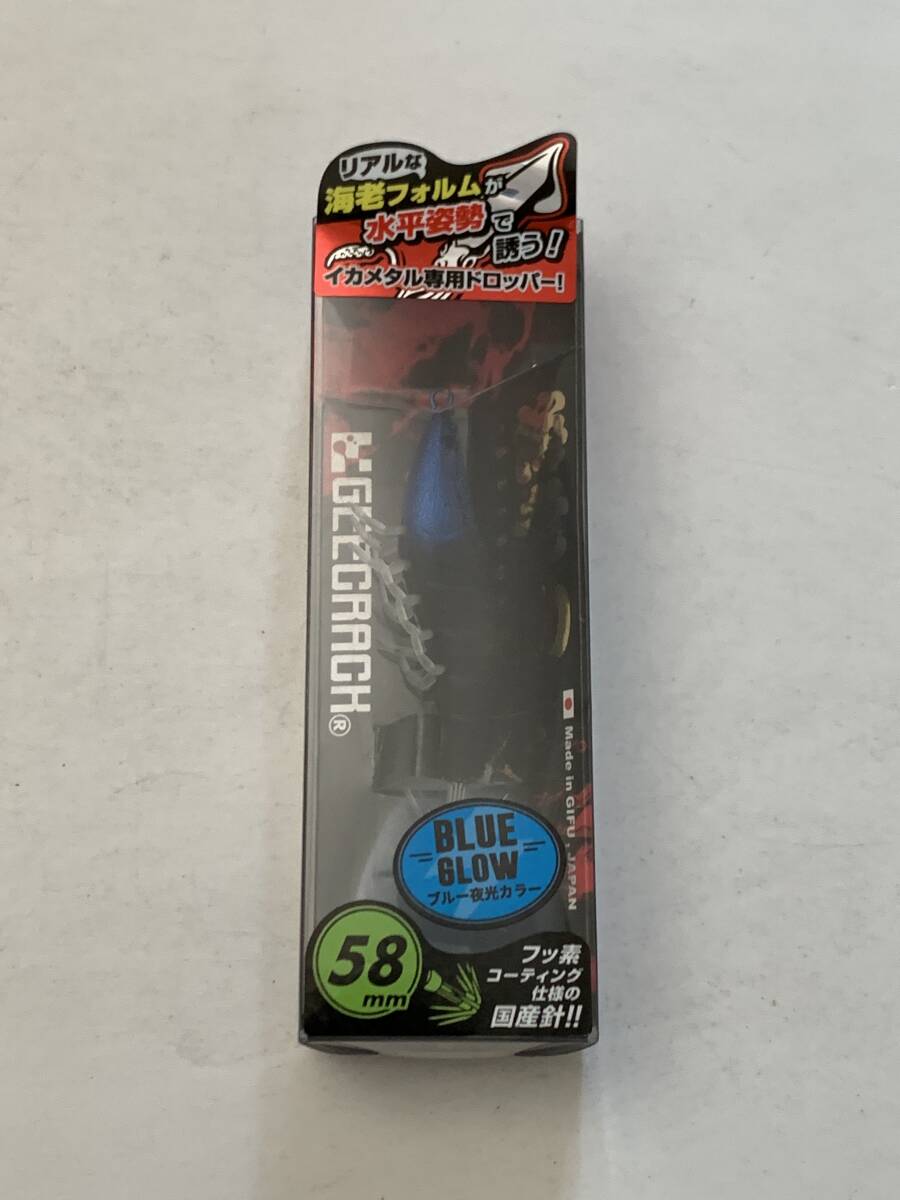 リアルな
海老フォルムが
水平姿勢で
誘う!
イカメタル専用ドロッパー!
GEECRACK®
Made in GIFU, JAPAN
BLUE
GLOW
ブルー夜光カラー
58
mm
フッ素
コーティング
仕様の
国産針!!